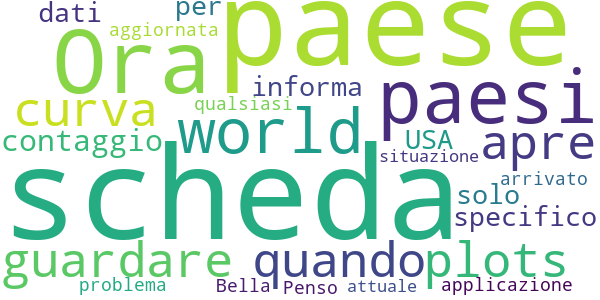 dati per paese
aggiornata
Ora paesi
informa
curva qualsiasi
world apre
contaggio USA
situazione
scheda arrivato
solo
specifico
guardare quando plots
problema Bella Penso attuale applicazione